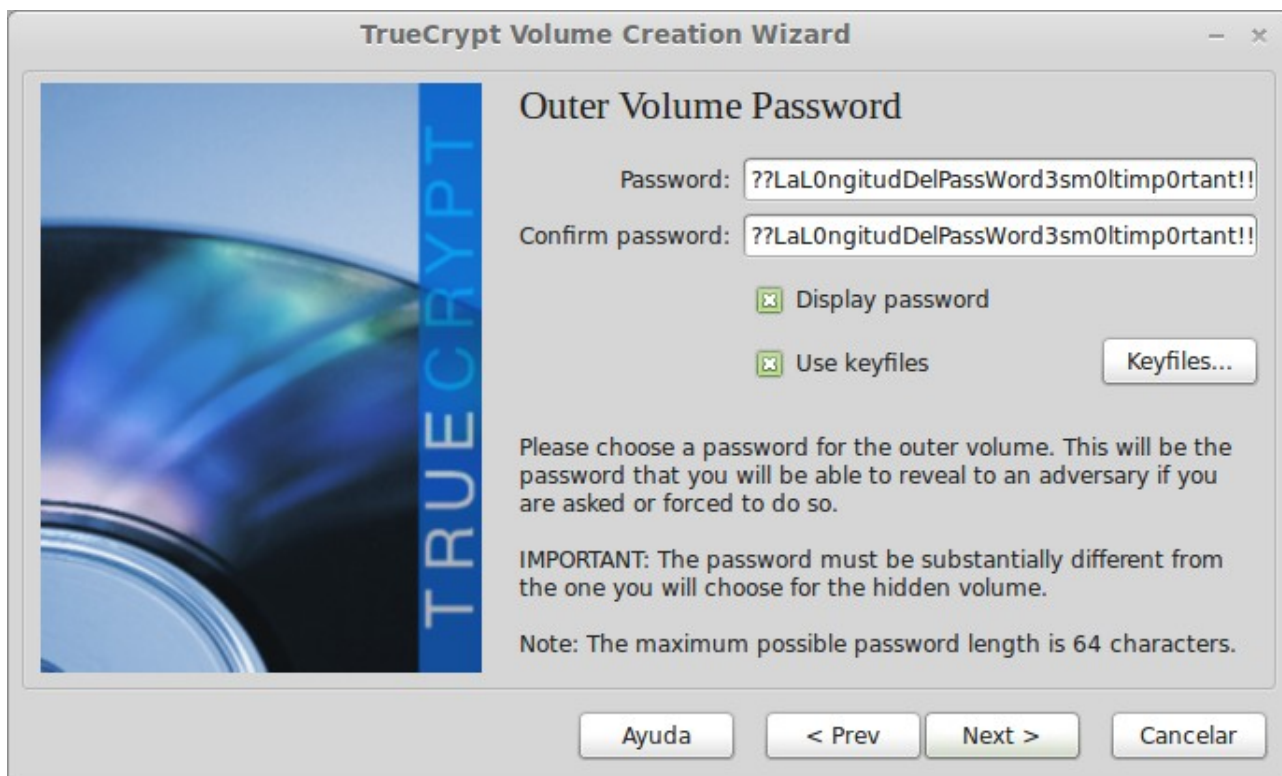 TrueCrypt Volume Creation Wizard
TRUECRYPT
Outer Volume Password
Password: ??LaL0ngitudDelPassWord3sm0ltimp0rtant!!
Confirm password: ??LaL0ngitudDelPassWord3sm0ltimp0rtant!!
Display password
Use keyfiles Keyfiles...
Please choose a password for the outer volume. This will be the
password that you will be able to reveal to an adversary if you
are asked or forced to do so.
IMPORTANT: The password must be substantially different from
the one you will choose for the hidden volume.
Note: The maximum possible password length is 64 characters.
Ayuda < Prev Next > Cancelar